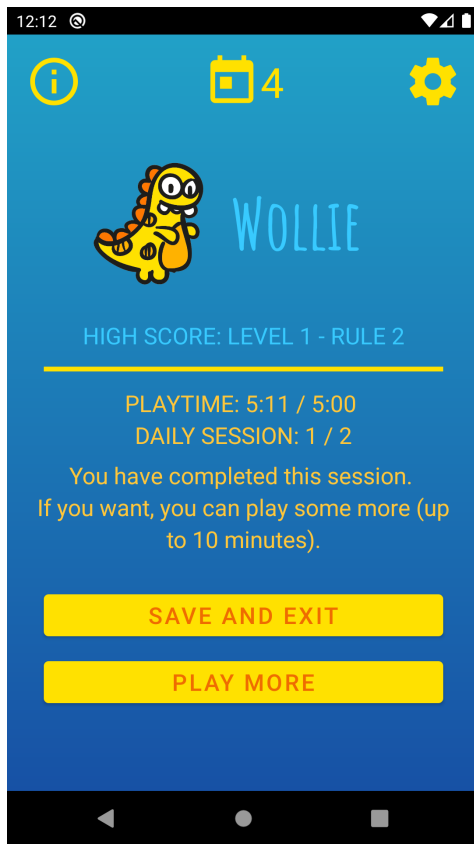 12:12
4
Wollie
HIGH SCORE: LEVEL 1 - RULE 2
PLAYTIME: 5:11 / 5:00
DAILY SESSION: 1 / 2
You have completed this session.
If you want, you can play some more (up
to 10 minutes).
SAVE AND EXIT
PLAY MORE